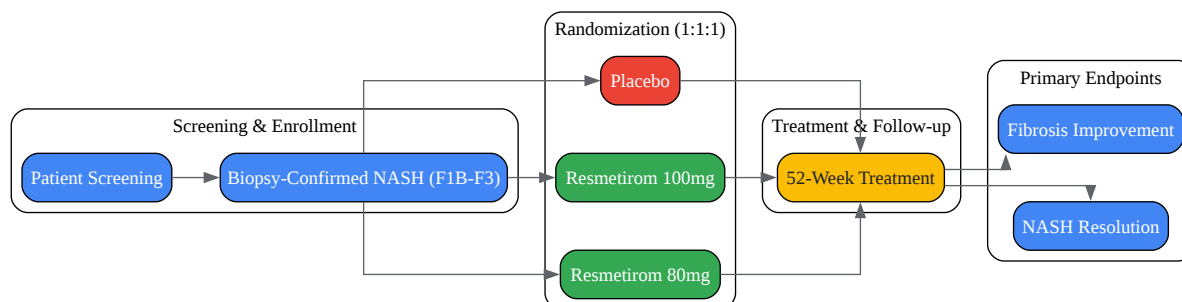 Screening & Enrollment
Patient Screening
Biopsy-Confirmed NASH (F1B-F3)
Randomization (1:1:1)
Placebo
Resmetirom 100mg
Resmetirom 80mg
Treatment & Follow-up
52-Week Treatment
Primary Endpoints
Fibrosis Improvement
NASH Resolution